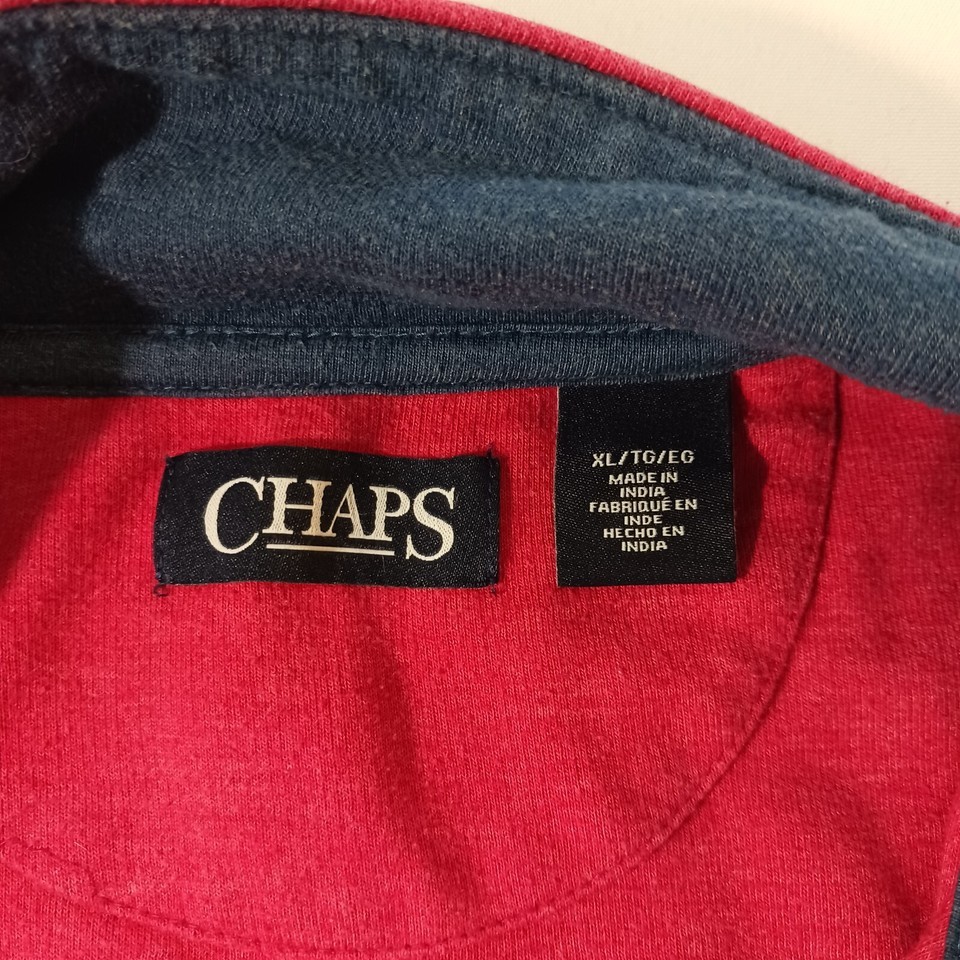 CHAPS
XL/TG/EG
MADE IN
INDIA
FABRIQUÉ EN
INDE
HECHO EN
INDIA